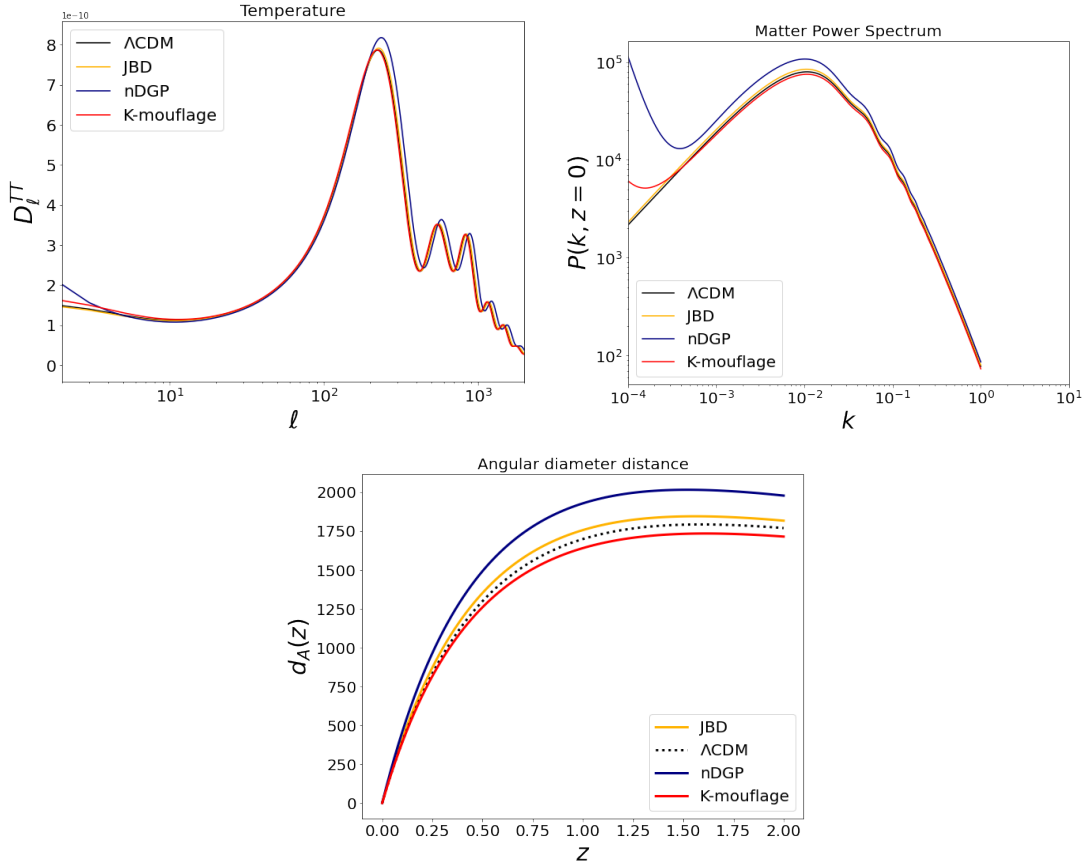 Temperature
1e−10
8
7
6
5
4
3
2
1
0
D_ℓ^TT
ΛCDM
JBD
nDGP
K-mouflage
10^1
10^2
10^3
ℓ
Matter Power Spectrum
10^5
10^4
10^3
10^2
P(k, z = 0)
ΛCDM
JBD
nDGP
K-mouflage
10^−4
10^−3
10^−2
10^−1
10^0
10^1
k
Angular diameter distance
2000
1750
1500
1250
1000
750
500
250
0
d_A(z)
JBD
ΛCDM
nDGP
K-mouflage
0.00 0.25 0.50 0.75 1.00 1.25 1.50 1.75 2.00
z